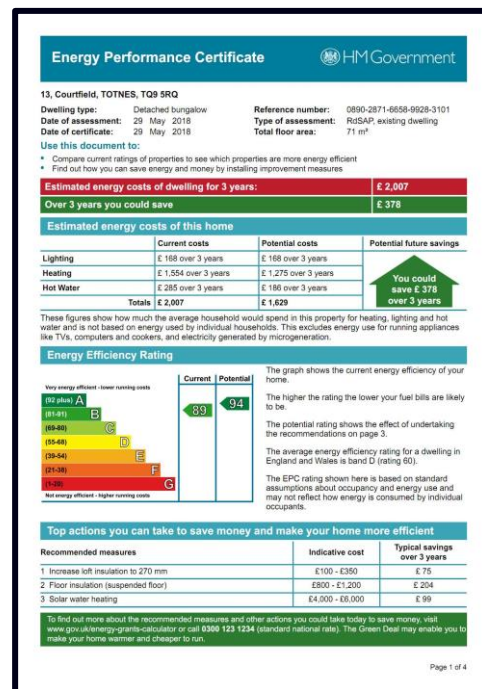 Energy Performance Certificate
HM Government
13, Courtfield, TOTNES, TQ9 5RQ
Dwelling type: Detached bungalow
Date of assessment: 29 May 2018
Date of certificate: 29 May 2018
Reference number: 0890-2871-6658-9928-3101
Type of assessment: RdSAP, existing dwelling
Total floor area: 71 m²
Use this document to:
• Compare current ratings of properties to see which properties are more energy efficient
• Find out how you can save energy and money by installing improvement measures
Estimated energy costs of dwelling for 3 years: £ 2,007
Over 3 years you could save £ 378
Estimated energy costs of this home
Current costs Potential costs Potential future savings
Lighting £ 168 over 3 years £ 168 over 3 years
Heating £ 1,554 over 3 years £ 1,275 over 3 years
Hot Water £ 285 over 3 years £ 186 over 3 years
Totals £ 2,007 £ 1,629
You could
save £ 378
over 3 years
These figures show how much the average household would spend in this property for heating, lighting and hot
water and is not based on energy used by individual households. This excludes energy use for running appliances
like TVs, computers and cookers, and electricity generated by microgeneration.
Energy Efficiency Rating
Current Potential
Very energy efficient - lower running costs
(92 plus) A
(81-91) B
(69-80) C
(55-68) D
(39-54) E
(21-38) F
(1-20) G
Not energy efficient - higher running costs
89
94
The graph shows the current energy efficiency of your
home.
The higher the rating the lower your fuel bills are likely
to be.
The potential rating shows the effect of undertaking
the recommendations on page 3.
The average energy efficiency rating for a dwelling in
England and Wales is band D (rating 60).
The EPC rating shown here is based on standard
assumptions about occupancy and energy use and
may not reflect how energy is consumed by individual
occupants.
Top actions you can take to save money and make your home more efficient
Recommended measures Indicative cost Typical savings
over 3 years
1 Increase loft insulation to 270 mm £100 - £350 £ 75
2 Floor insulation (suspended floor) £800 - £1,200 £ 204
3 Solar water heating £4,000 - £6,000 £ 99
To find out more about the recommended measures and other actions you could take today to save money, visit
www.gov.uk/energy-grants-calculator or call 0300 123 1234 (standard national rate). The Green Deal may enable you to
make your home warmer and cheaper to run.
Page 1 of 4